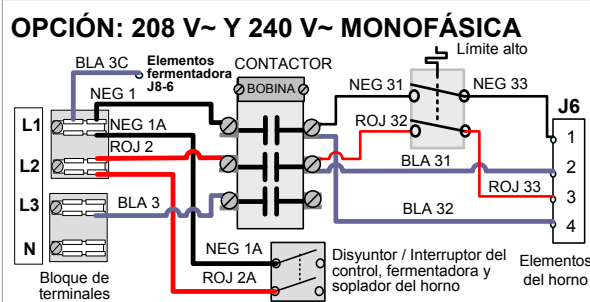 OPCIÓN: 208 V~ Y 240 V~ MONOFÁSICA
BLA 3C
Elementos
fermentadora
J8-6
CONTACTOR
BOBINA
Límite alto
NEG 1
NEG 31
NEG 33
J6
L1
NEG 1A
ROJ 32
1
ROJ 2
L2
BLA 31
2
ROJ 33
3
L3
BLA 3
BLA 32
4
N
NEG 1A
ROJ 2A
Bloque de
terminales
Disyuntor / Interruptor del
control, fermentadora y
soplador del horno
Elementos
del horno